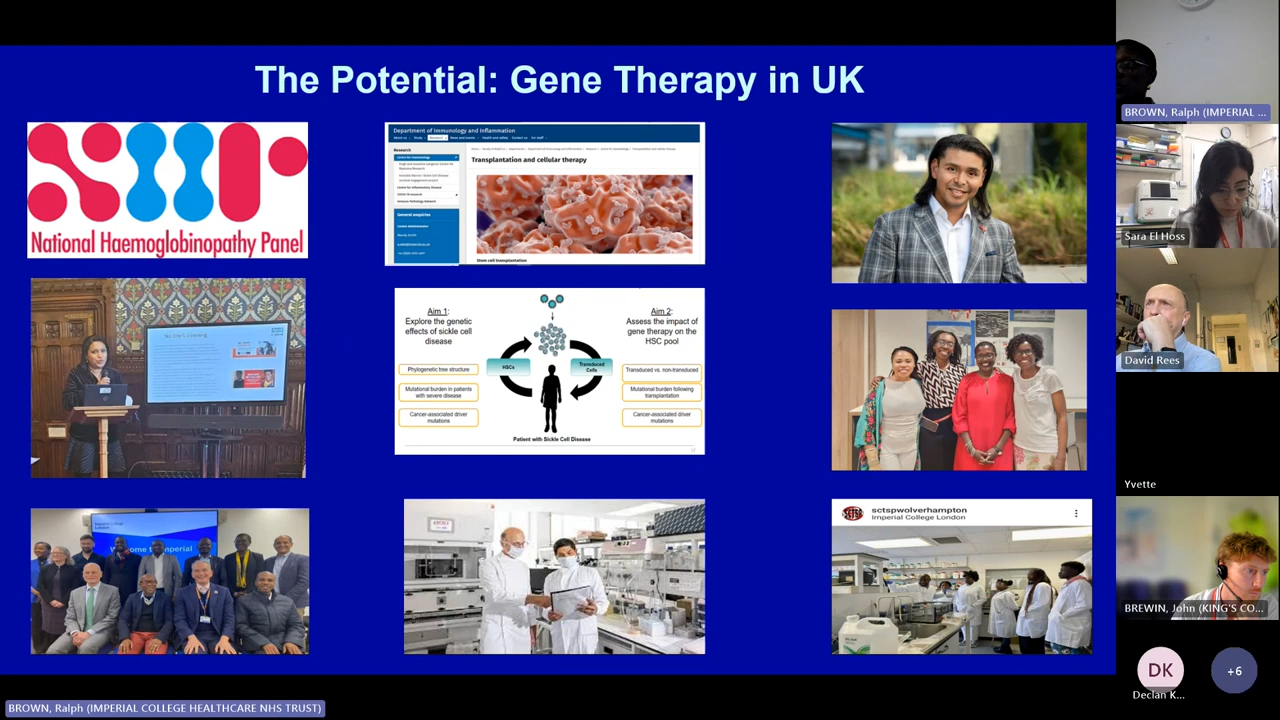 The Potential: Gene Therapy in UK
National Haemoglobinopathy Panel
Department of Immunology and Inflammation
Research
Transplantation and cellular therapy
General enquiries
Stem cell transplantation
Aim 1:
Explore the genetic
effects of sickle cell
disease
Phylogenetic tree structure
Mutational burden in patients
with severe disease
Cancer-associated driver
mutations
HSCs
Transduced
Cells
Patient with Sickle Cell Disease
Aim 2:
Assess the impact of
gene therapy on the
HSC pool
Transduced vs. non-transduced
Mutational burden following
transplantation
Cancer-associated driver
mutations
sctspwolverhampton
Imperial College London
BROWN, Ralph (IMPERIAL ...
Sara El Hoss
David Rees
Yvette
BREWIN, John (KING'S CO...
DK
Declan K...
+6
BROWN, Ralph (IMPERIAL COLLEGE HEALTHCARE NHS TRUST)